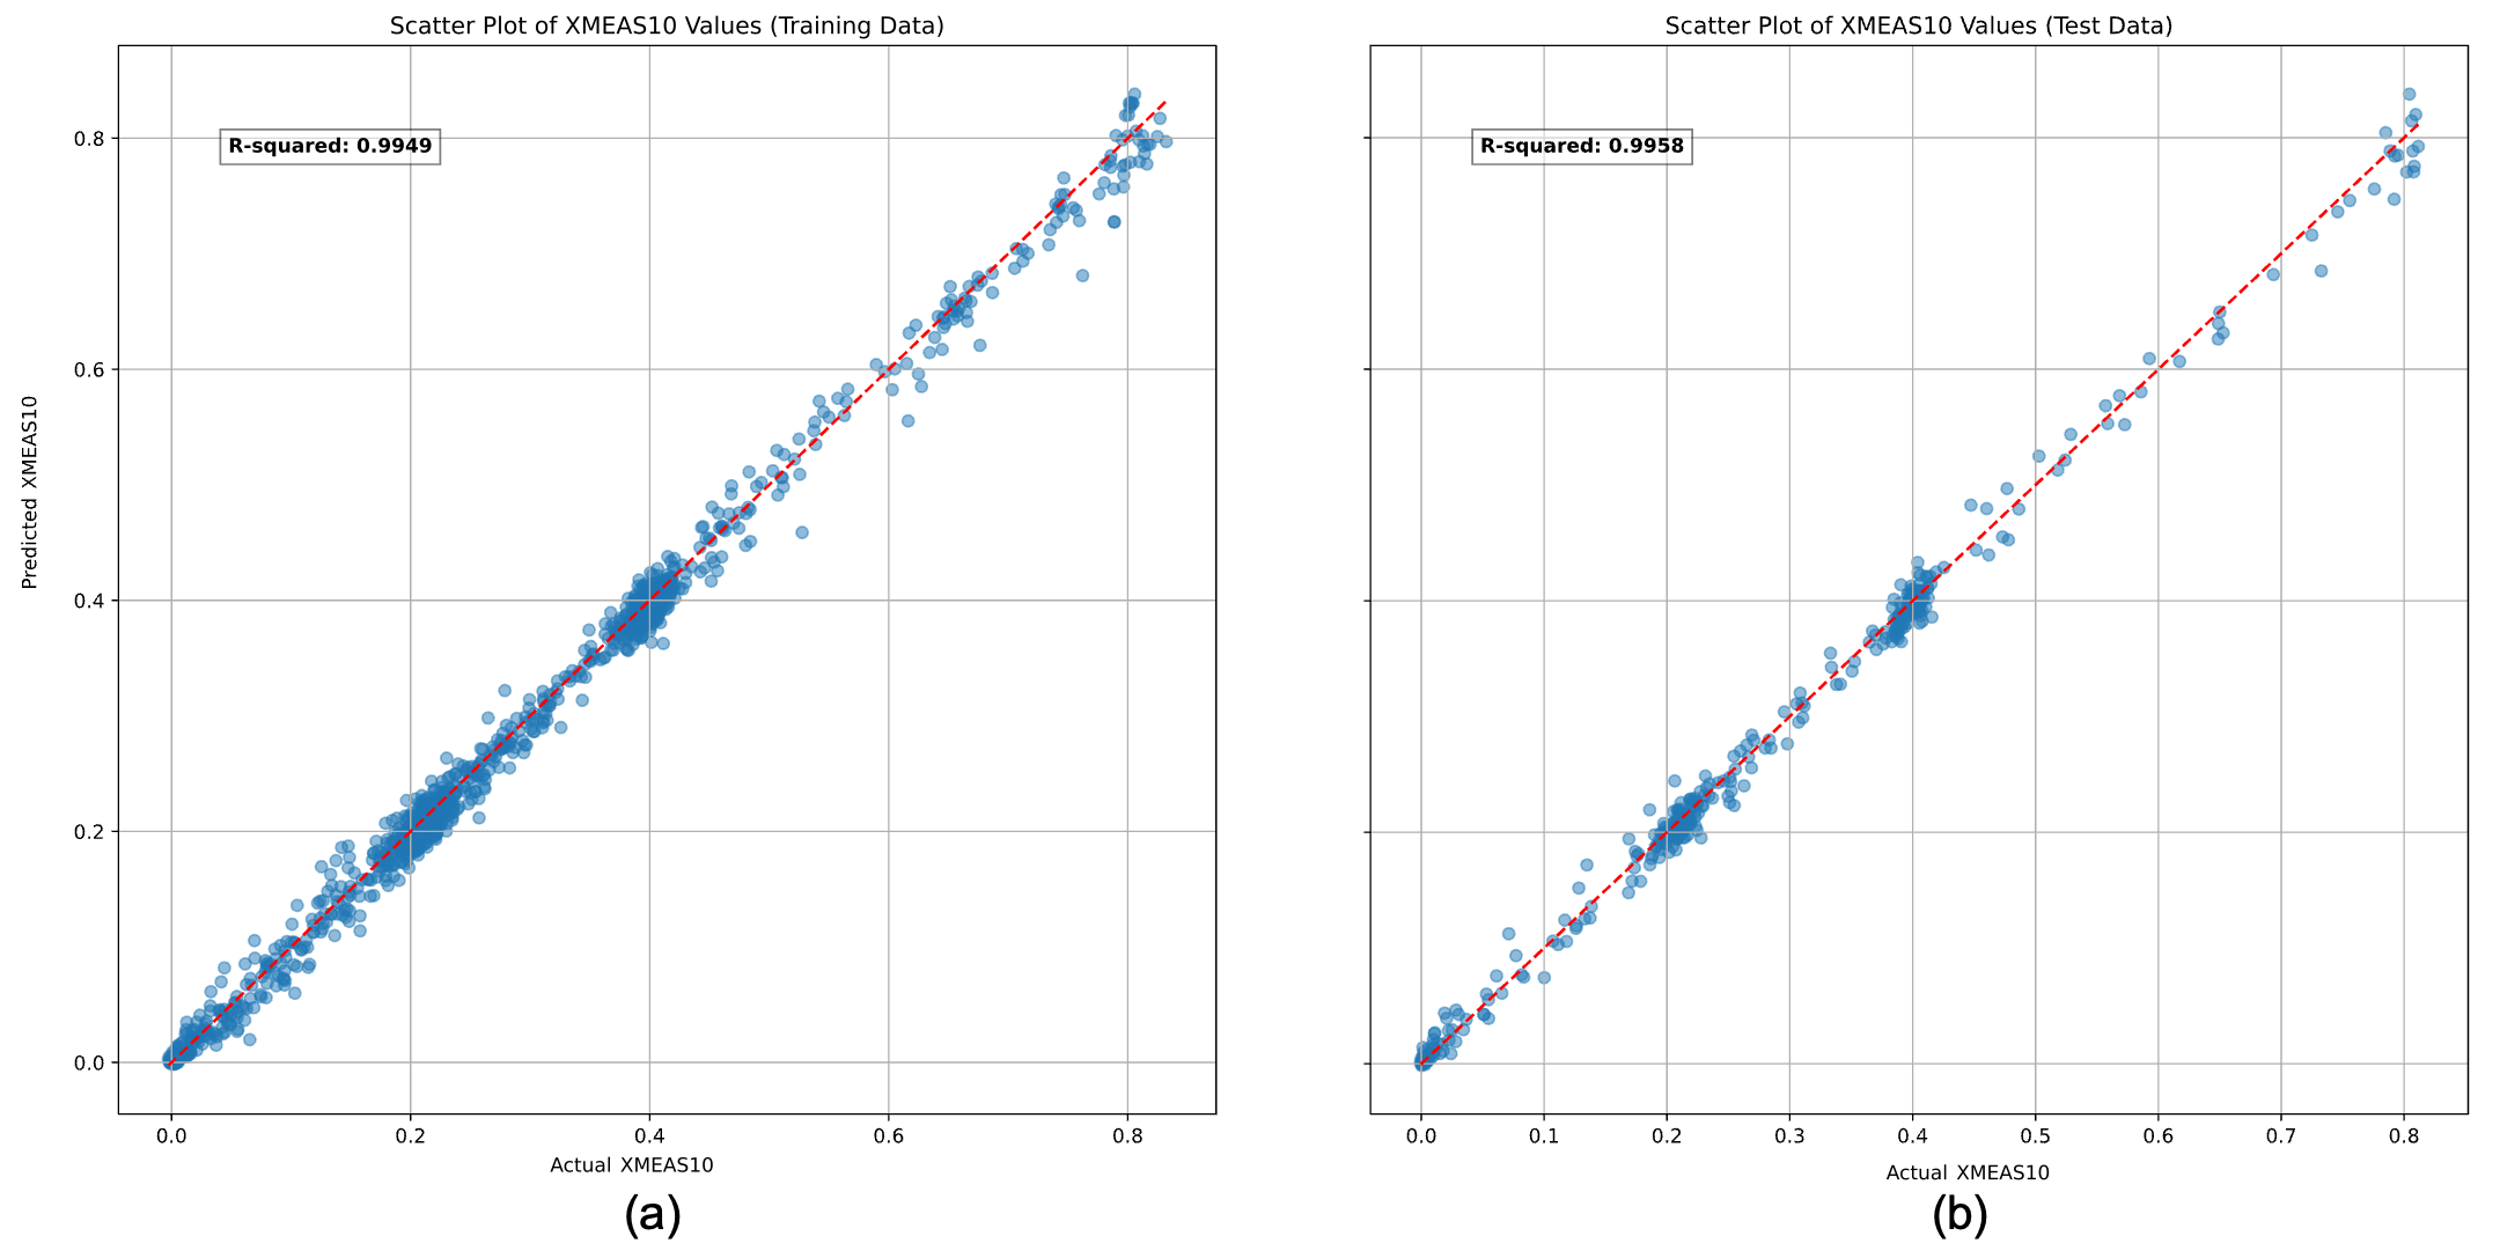 Scatter Plot of XMEAS10 Values (Training Data)
R-squared: 0.9949
Predicted XMEAS10
0.8
0.6
0.4
0.2
0.0
0.0 0.2 0.4 0.6 0.8
Actual XMEAS10
(a)
Scatter Plot of XMEAS10 Values (Test Data)
R-squared: 0.9958
0.0 0.1 0.2 0.3 0.4 0.5 0.6 0.7 0.8
Actual XMEAS10
(b)